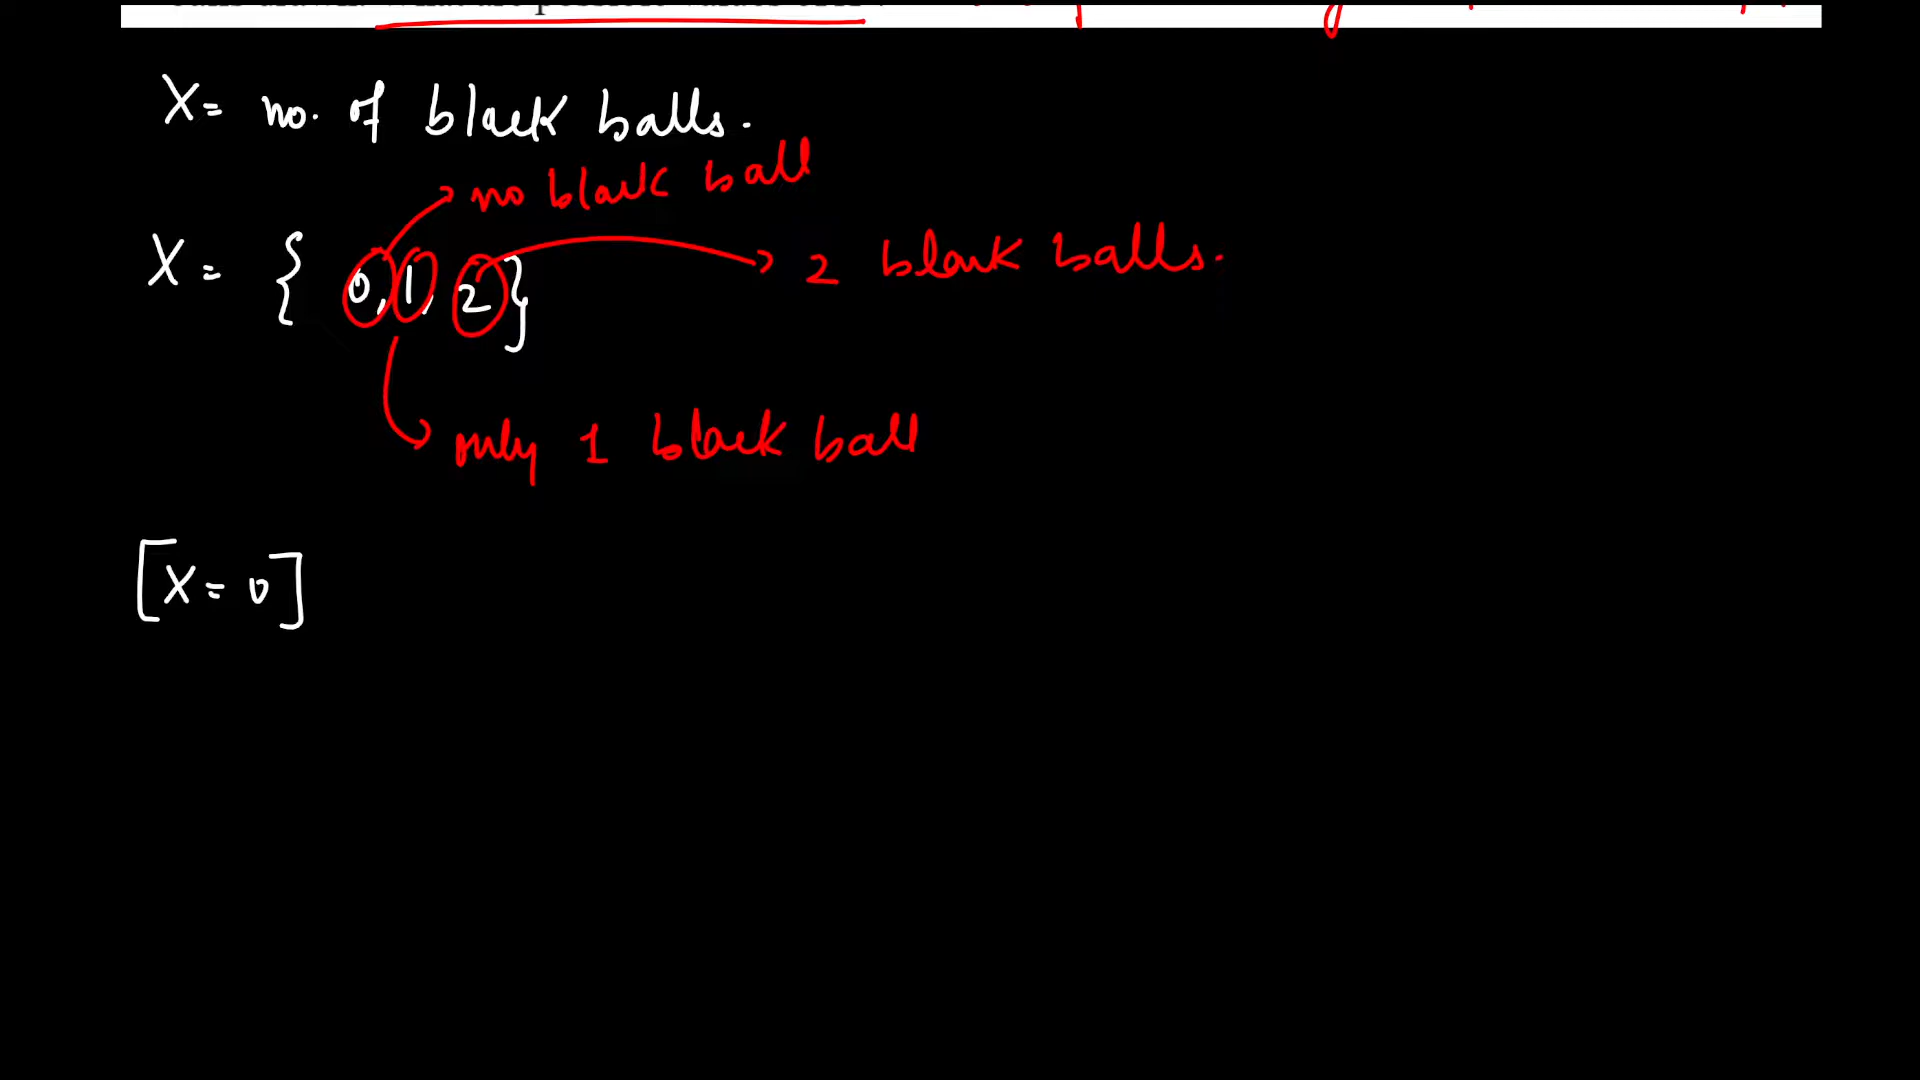 X= no. of black balls.
no black ball
X = { 0, 1, 2 }
2 black balls.
only 1 black ball
[X = 0]